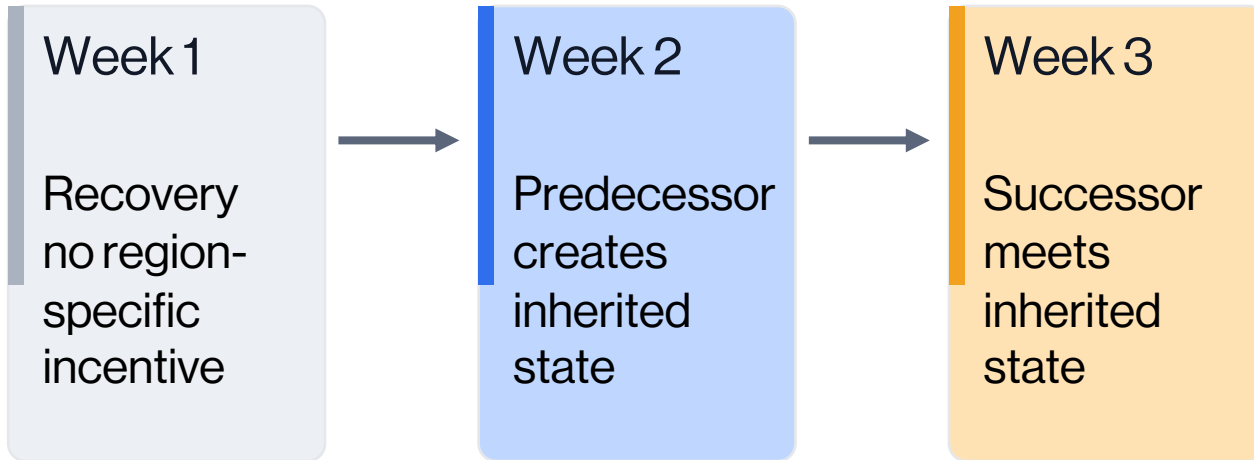 Week 1
Recovery
no region-
specific
incentive
Week 2
Predecessor
creates
inherited
state
Week 3
Successor
meets
inherited
state